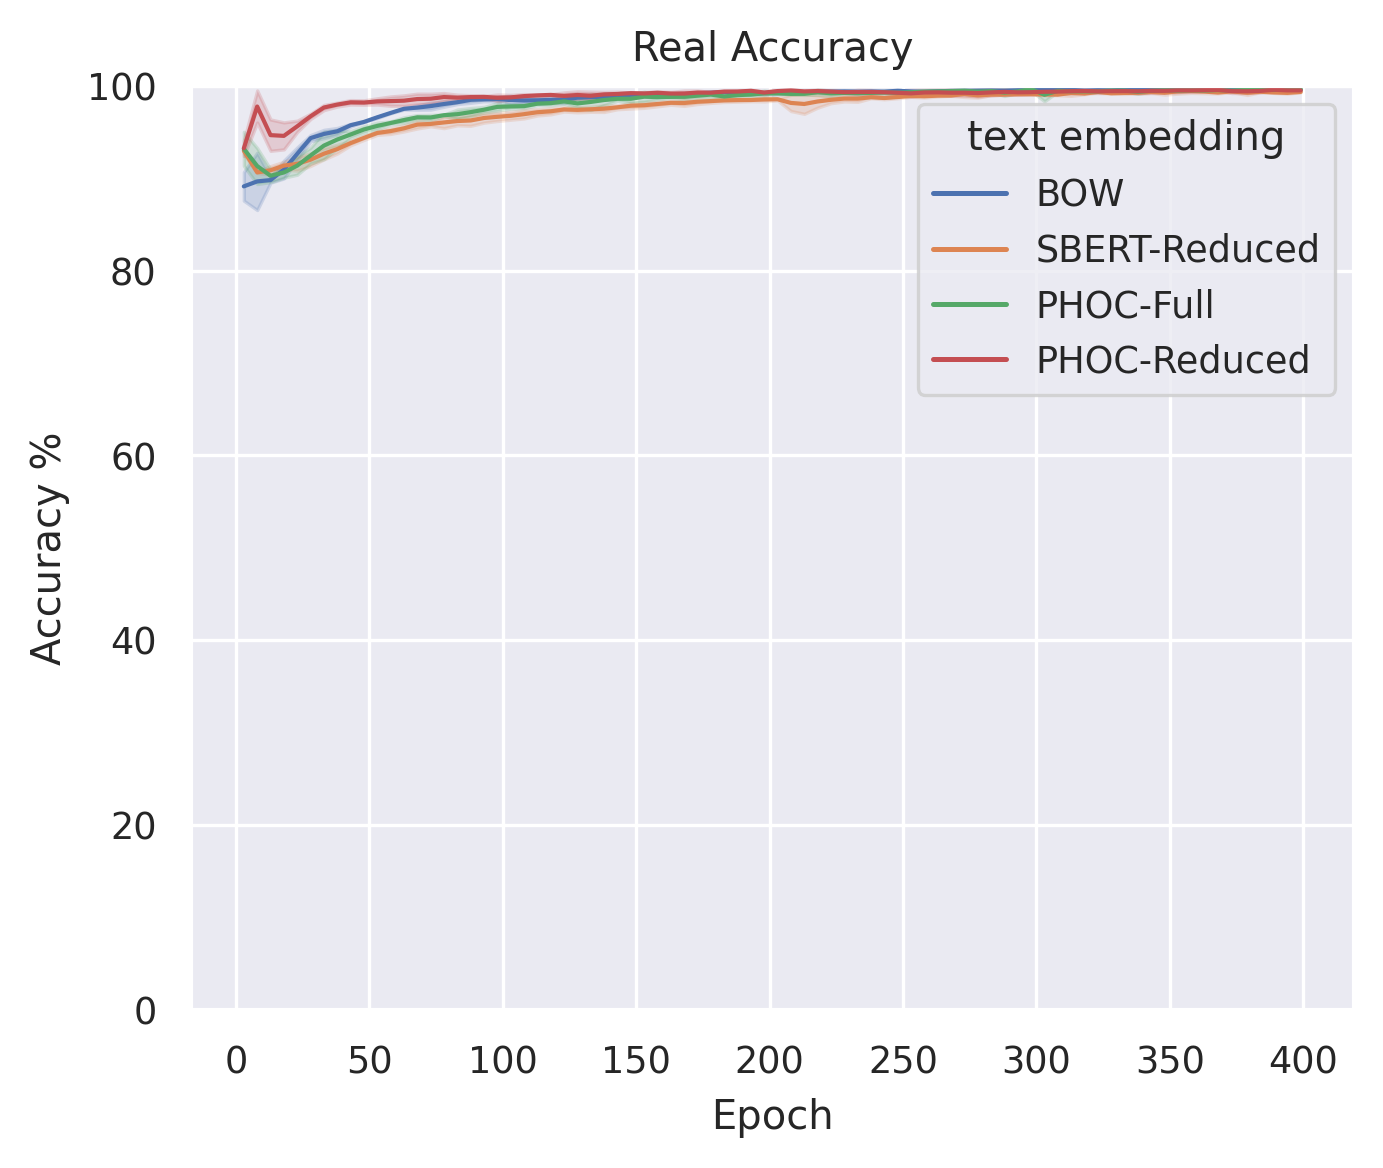 Real Accuracy
100
80
60
40
20
0
Accuracy %
text embedding
BOW
SBERT-Reduced
PHOC-Full
PHOC-Reduced
0 50 100 150 200 250 300 350 400
Epoch